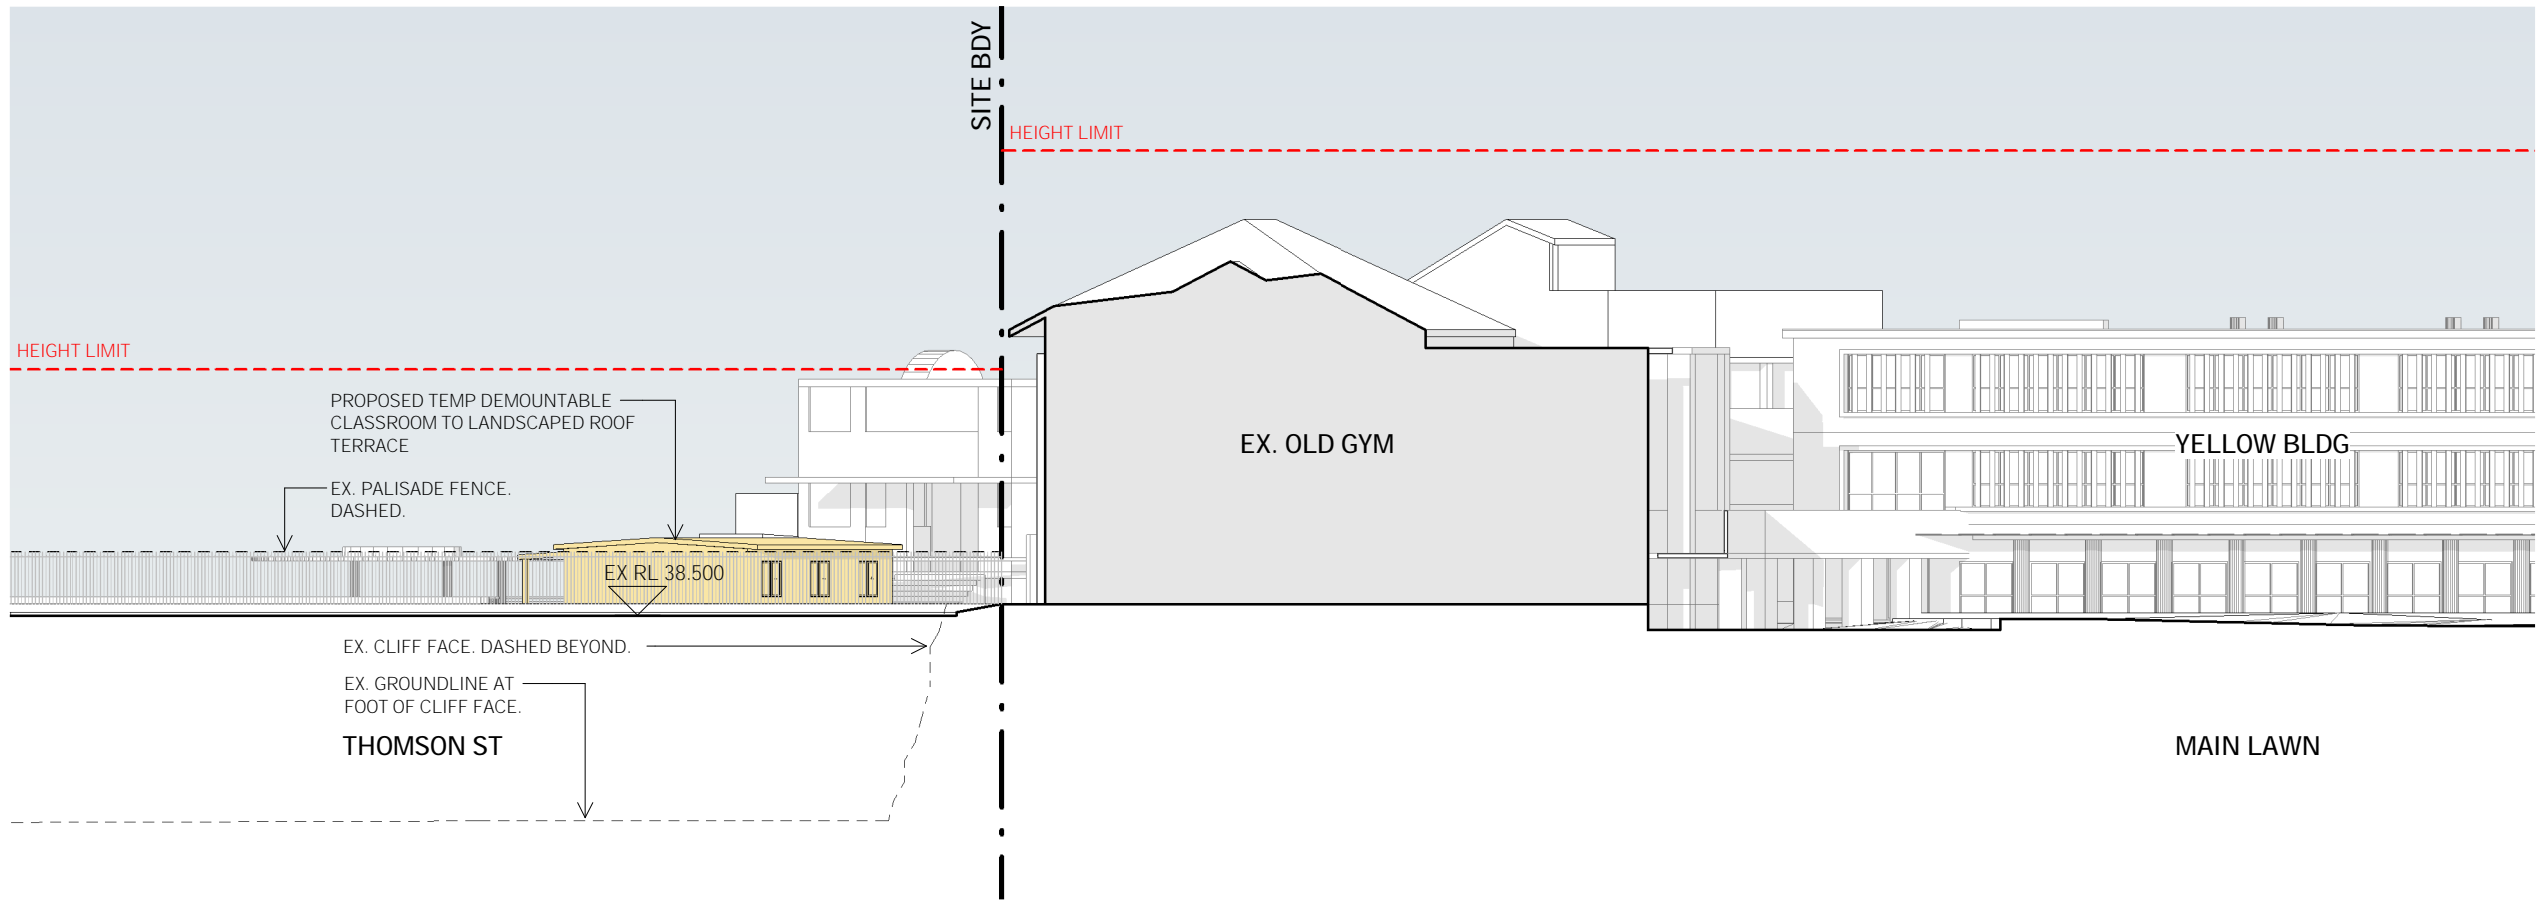 SITE BDY
HEIGHT LIMIT
HEIGHT LIMIT
PROPOSED TEMP DEMOUNTABLE
CLASSROOM TO LANDSCAPED ROOF
TERRACE
EX. OLD GYM
YELLOW BLDG
EX. PALISADE FENCE.
DASHED.
EX RL 38.500
EX. CLIFF FACE. DASHED BEYOND.
EX. GROUNDLINE AT
FOOT OF CLIFF FACE.
THOMSON ST
MAIN LAWN